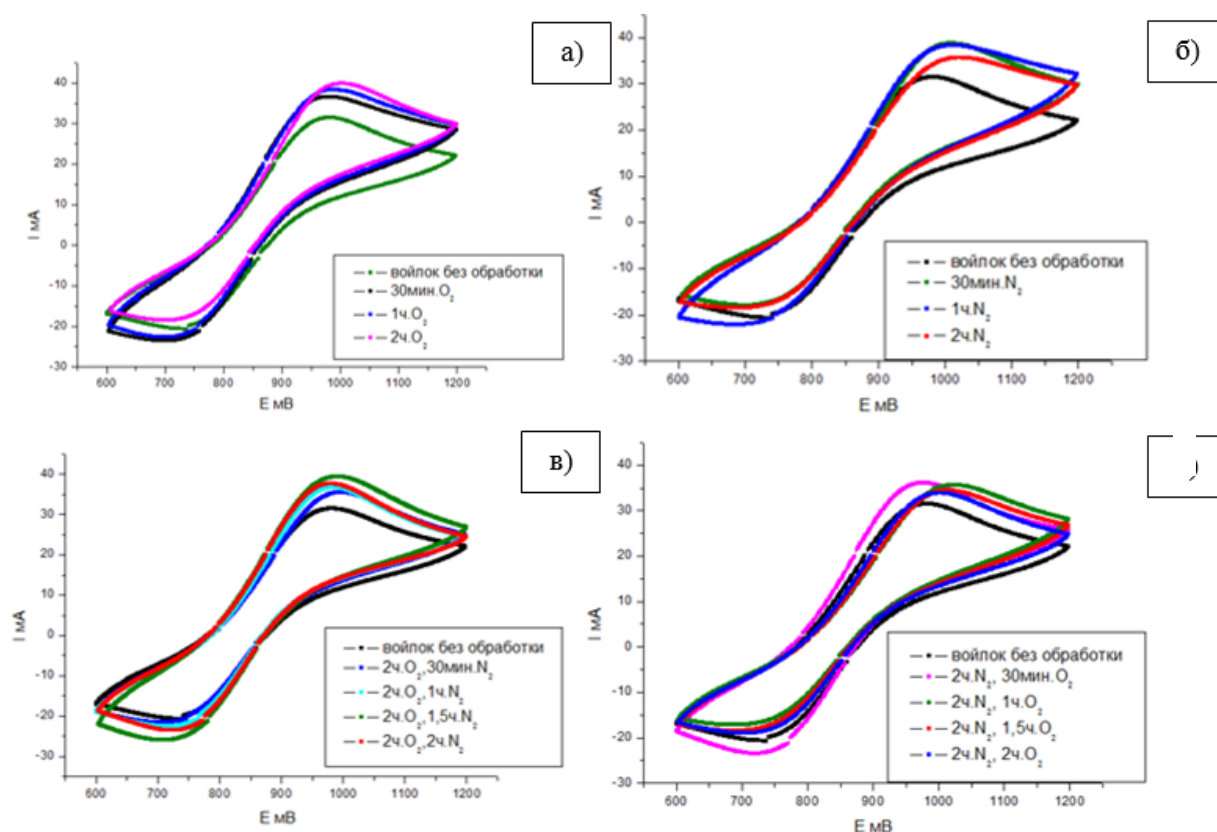 а)
I мА
40
30
20
10
0
-10
-20
-30
600 700 800 900 1000 1100 1200
E мВ
войлок без обработки
30мин.O₂
1ч.O₂
2ч.O₂
б)
I мА
40
30
20
10
0
-10
-20
-30
600 700 800 900 1000 1100 1200
E мВ
войлок без обработки
30мин.N₂
1ч.N₂
2ч.N₂
в)
I мА
40
30
20
10
0
-10
-20
-30
600 700 800 900 1000 1100 1200
E мВ
войлок без обработки
2ч.O₂,30мин.N₂
2ч.O₂,1ч.N₂
2ч.O₂,1,5ч.N₂
2ч.O₂,2ч.N₂
)
I мА
40
30
20
10
0
-10
-20
-30
600 700 800 900 1000 1100 1200
E мВ
войлок без обработки
2ч.N₂, 30мин.O₂
2ч.N₂, 1ч.O₂
2ч.N₂, 1,5ч.O₂
2ч.N₂, 2ч.O₂